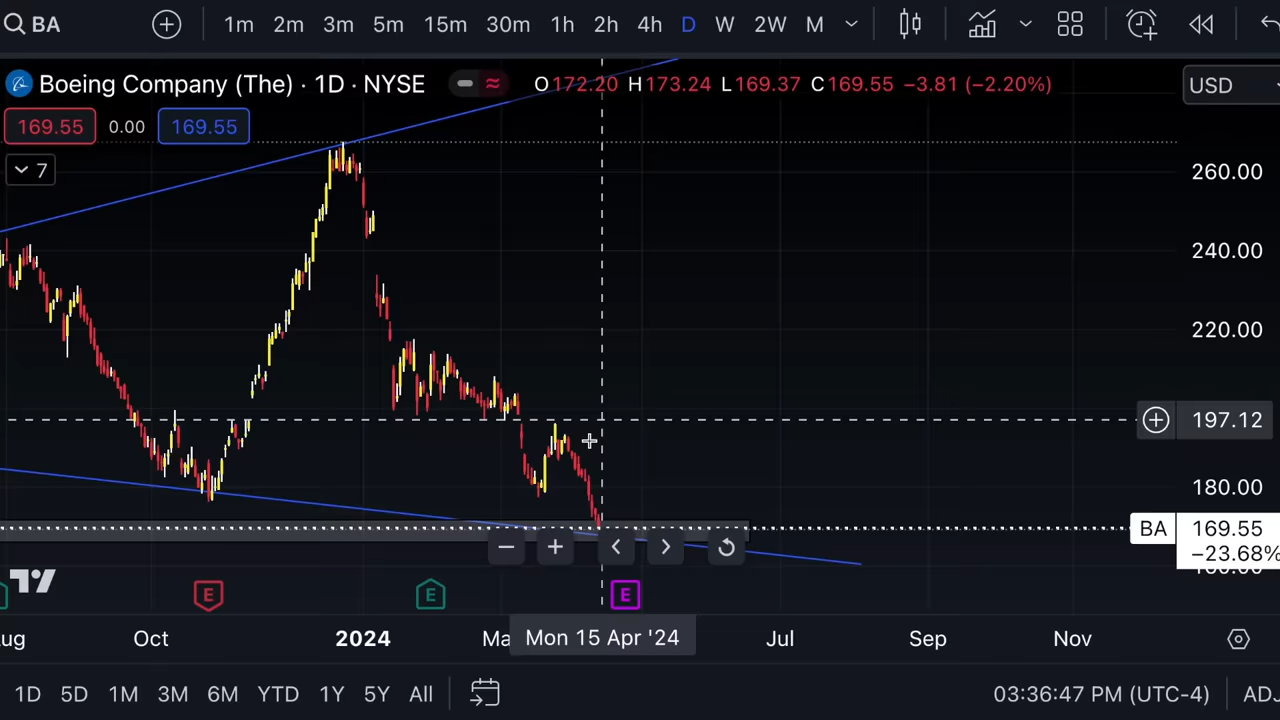 BA 1m 2m 3m 5m 15m 30m 1h 2h 4h D W 2W M
Boeing Company (The) · 1D · NYSE O172.20 H173.24 L169.37 C169.55 −3.81 (−2.20%) USD
169.55 0.00 169.55
7
260.00
240.00
220.00
197.12
180.00
BA 169.55
−23.68%
E E E
Oct 2024 Mon 15 Apr '24 Jul Sep Nov
1D 5D 1M 3M 6M YTD 1Y 5Y All 03:36:47 PM (UTC-4) ADJ